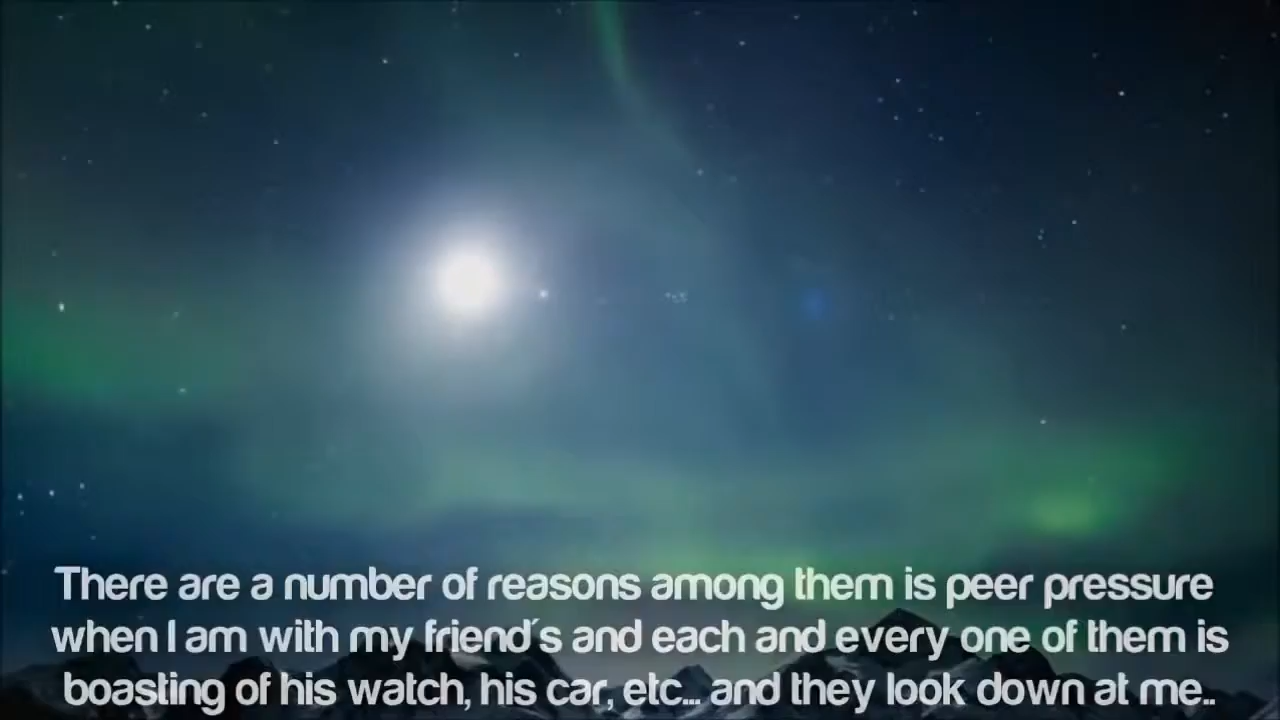 There are a number of reasons among them is peer pressure
when I am with my friend´s and each and every one of them is
boasting of his watch, his car, etc... and they look down at me..